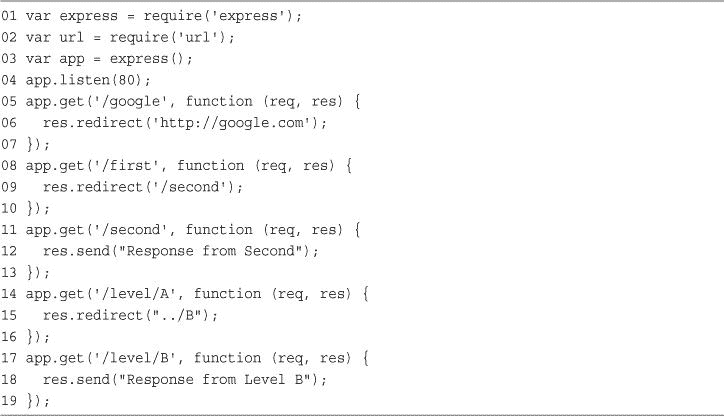 01 var express = require('express');
02 var url = require('url');
03 var app = express();
04 app.listen(80);
05 app.get('/google', function (req, res) {
06   res.redirect('http://google.com');
07 });
08 app.get('/first', function (req, res) {
09   res.redirect('/second');
10 });
11 app.get('/second', function (req, res) {
12   res.send("Response from Second");
13 });
14 app.get('/level/A', function (req, res) {
15   res.redirect("../B");
16 });
17 app.get('/level/B', function (req, res) {
18   res.send("Response from Level B");
19 });